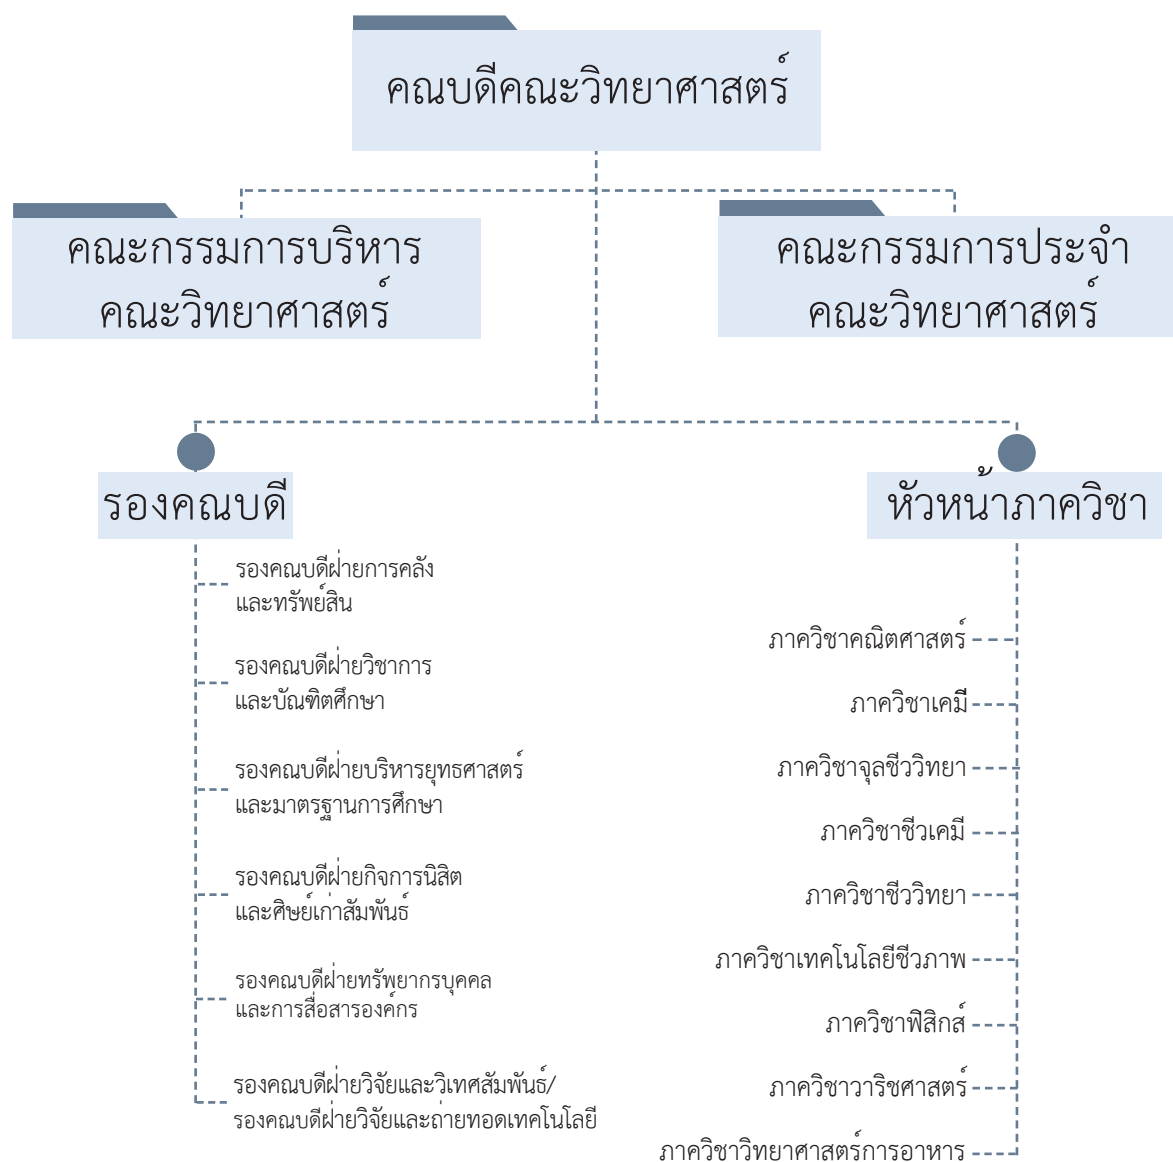 คณบดีคณะวิทยาศาสตร์
คณะกรรมการบริหาร
คณะวิทยาศาสตร์
คณะกรรมการประจำ
คณะวิทยาศาสตร์
รองคณบดี
รองคณบดีฝ่ายการคลัง
และทรัพย์สิน
รองคณบดีฝ่ายวิชาการ
และบัณฑิตศึกษา
รองคณบดีฝ่ายบริหารยุทธศาสตร์
และมาตรฐานการศึกษา
รองคณบดีฝ่ายกิจการนิสิต
และศิษย์เก่าสัมพันธ์
รองคณบดีฝ่ายทรัพยากรบุคคล
และการสื่อสารองค์กร
รองคณบดีฝ่ายวิจัยและวิเทศสัมพันธ์/
รองคณบดีฝ่ายวิจัยและถ่ายทอดเทคโนโลยี
หัวหน้าภาควิชา
ภาควิชาคณิตศาสตร์
ภาควิชาเคมี
ภาควิชาจุลชีววิทยา
ภาควิชาชีวเคมี
ภาควิชาชีววิทยา
ภาควิชาเทคโนโลยีชีวภาพ
ภาควิชาฟิสิกส์
ภาควิชาวาริชศาสตร์
ภาควิชาวิทยาศาสตร์การอาหาร